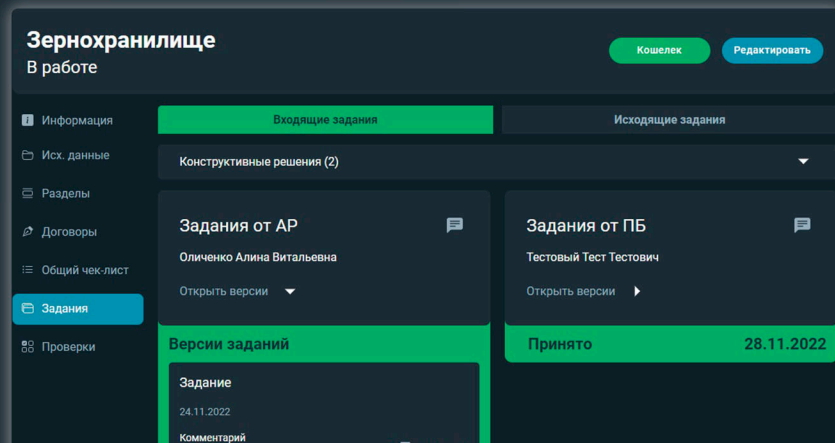 Зернохранилище
В работе
Кошелек
Редактировать
Информация
Исх. данные
Разделы
Договоры
Общий чек-лист
Задания
Проверки
Входящие задания
Исходящие задания
Конструктивные решения (2)
Задания от АР
Оличенко Алина Витальевна
Открыть версии
Версии заданий
Задание
24.11.2022
Комментарий
Задания от ПБ
Тестовый Тест Тестович
Открыть версии
Принято
28.11.2022